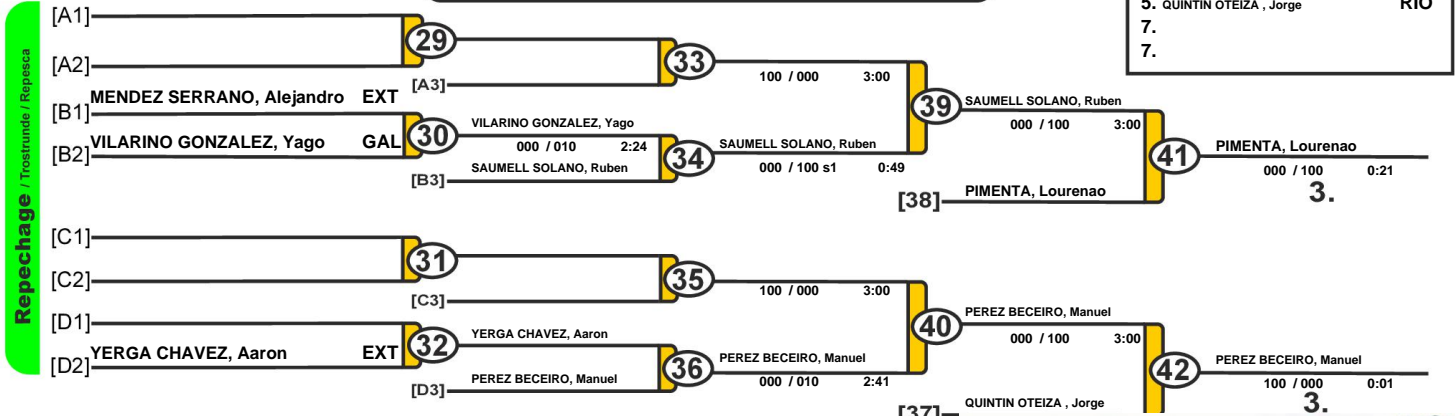 5. QUINTIN OTEIZA , Jorge RIO
7.
7.
Repechage / Trostrunde / Repesca
[A1]
29
[A2]
33
[A3]
100 / 000 3:00
MENDEZ SERRANO, Alejandro EXT
[B1]
39
SAUMELL SOLANO, Ruben
000 / 100 3:00
VILARINO GONZALEZ, Yago GAL
[B2]
30
VILARINO GONZALEZ, Yago
000 / 010 2:24
SAUMELL SOLANO, Ruben
[B3]
34
SAUMELL SOLANO, Ruben
000 / 100 s1 0:49
41
PIMENTA, Lourenao
000 / 100 0:21
3.
[38]
PIMENTA, Lourenao
[C1]
31
[C2]
35
[C3]
100 / 000 3:00
[D1]
YERGA CHAVEZ, Aaron EXT
[D2]
32
YERGA CHAVEZ, Aaron
PEREZ BECEIRO, Manuel
[D3]
36
PEREZ BECEIRO, Manuel
000 / 010 2:41
40
PEREZ BECEIRO, Manuel
000 / 100 3:00
42
PEREZ BECEIRO, Manuel
100 / 000 0:01
3.
[37]
QUINTIN OTEIZA , Jorge